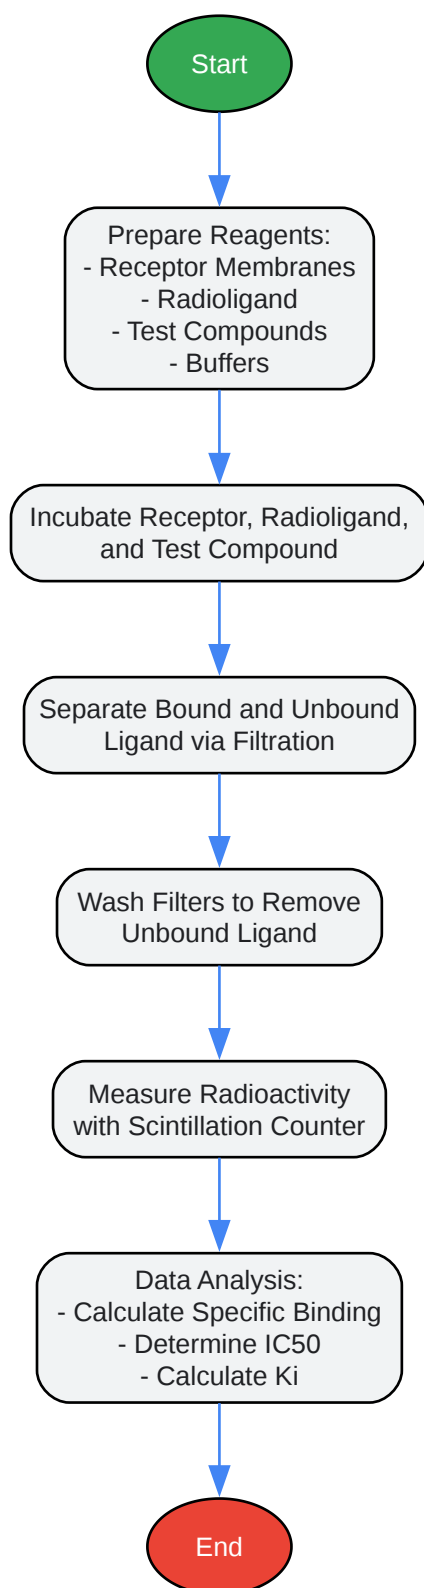 Start
Prepare Reagents:
- Receptor Membranes
- Radioligand
- Test Compounds
- Buffers
Incubate Receptor, Radioligand,
and Test Compound
Separate Bound and Unbound
Ligand via Filtration
Wash Filters to Remove
Unbound Ligand
Measure Radioactivity
with Scintillation Counter
Data Analysis:
- Calculate Specific Binding
- Determine IC50
- Calculate Ki
End